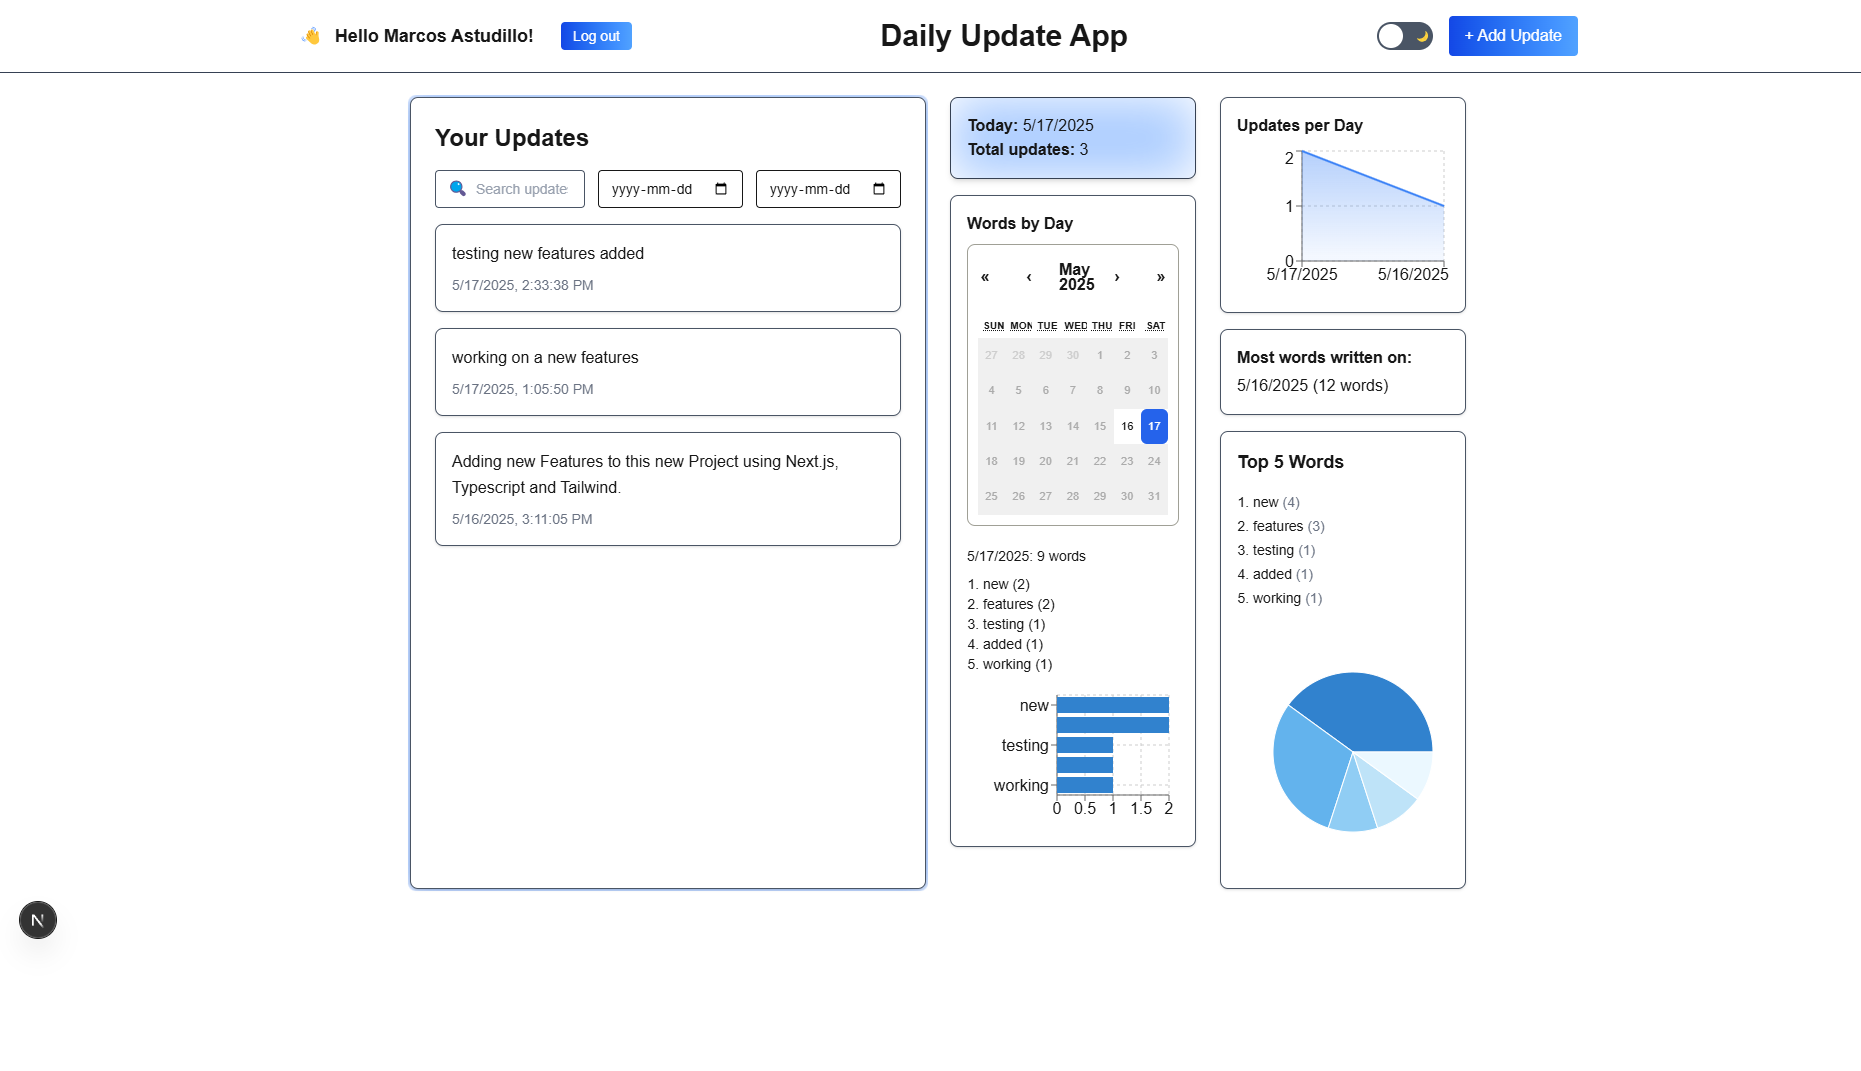 👋 Hello Marcos Astudillo!
Log out
Daily Update App
🌙
+ Add Update
Your Updates
🔍 Search update
yyyy-mm-dd
yyyy-mm-dd
testing new features added
5/17/2025, 2:33:38 PM
working on a new features
5/17/2025, 1:05:50 PM
Adding new Features to this new Project using Next.js,
Typescript and Tailwind.
5/16/2025, 3:11:05 PM
Today: 5/17/2025
Total updates: 3
Words by Day
« ‹ May 2025 › »
SUN MON TUE WED THU FRI SAT
27 28 29 30 1 2 3
4 5 6 7 8 9 10
11 12 13 14 15 16 17
18 19 20 21 22 23 24
25 26 27 28 29 30 31
5/17/2025: 9 words
1. new (2)
2. features (2)
3. testing (1)
4. added (1)
5. working (1)
new
testing
working
0 0.5 1 1.5 2
Updates per Day
2
1
0
5/17/2025 5/16/2025
Most words written on:
5/16/2025 (12 words)
Top 5 Words
1. new (4)
2. features (3)
3. testing (1)
4. added (1)
5. working (1)
N